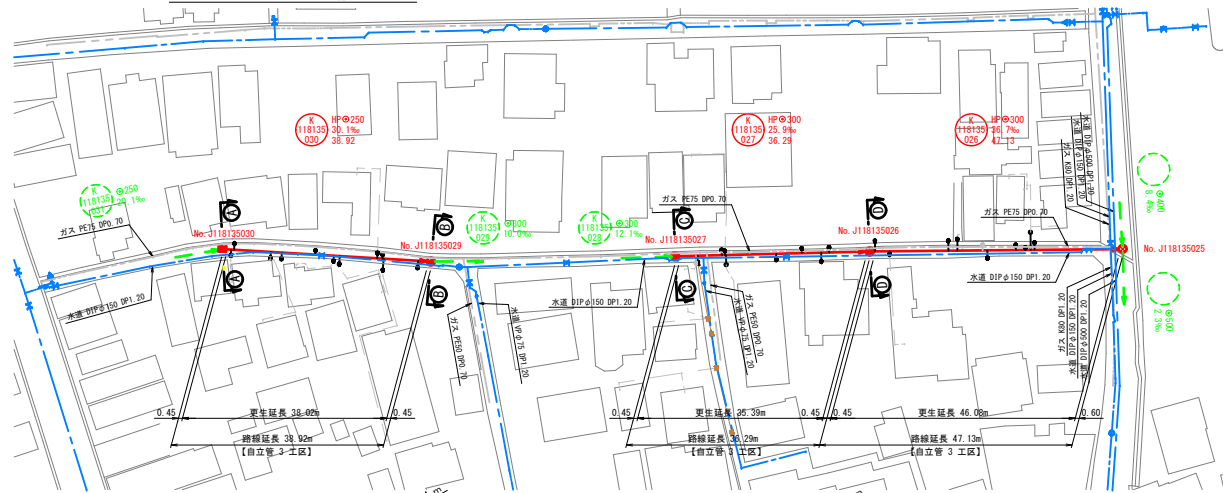 K
118135
030
HP⊙250
30.1‰
38.92
K
118135
027
HP⊙300
25.9‰
36.29
K
118135
026
HP⊙300
36.7‰
47.13
水道 DIPφ500 DP1.20
水道 DIPφ150 DP1.20
ガス K80 DP1.20
K
118135
031
⊙250
ガス PE75 DP0.70
No. J118135030
A
No. J118135029
B
K
118135
029
⊙300
10.0‰
K
118135
028
⊙300
12.1‰
ガス PE75 DP0.70
No. J118135027
C
No. J118135026
D
ガス PE75 DP0.70
⊙400
No. J118135025
水道 DIPφ150 DP1.20
A
B
ガス PE50 DP0.70
水道 VPφ75 DP1.20
水道 DIPφ150 DP1.20
C
水道 VPφ75 DP1.20
ガス PE50 DP0.70
D
水道 DIPφ150 DP1.20
ガス K80 DP1.20
水道 DIPφ150 DP1.20
水道 DIPφ500 DP1.20
⊙500
2.3‰
0.45
更生延長 38.02m
0.45
0.45
更生延長 35.39m
0.45
0.45
更生延長 46.08m
0.60
路線延長 38.92m
【自立管 3 工区】
路線延長 36.29m
【自立管 3 工区】
路線延長 47.13m
【自立管 3 工区】